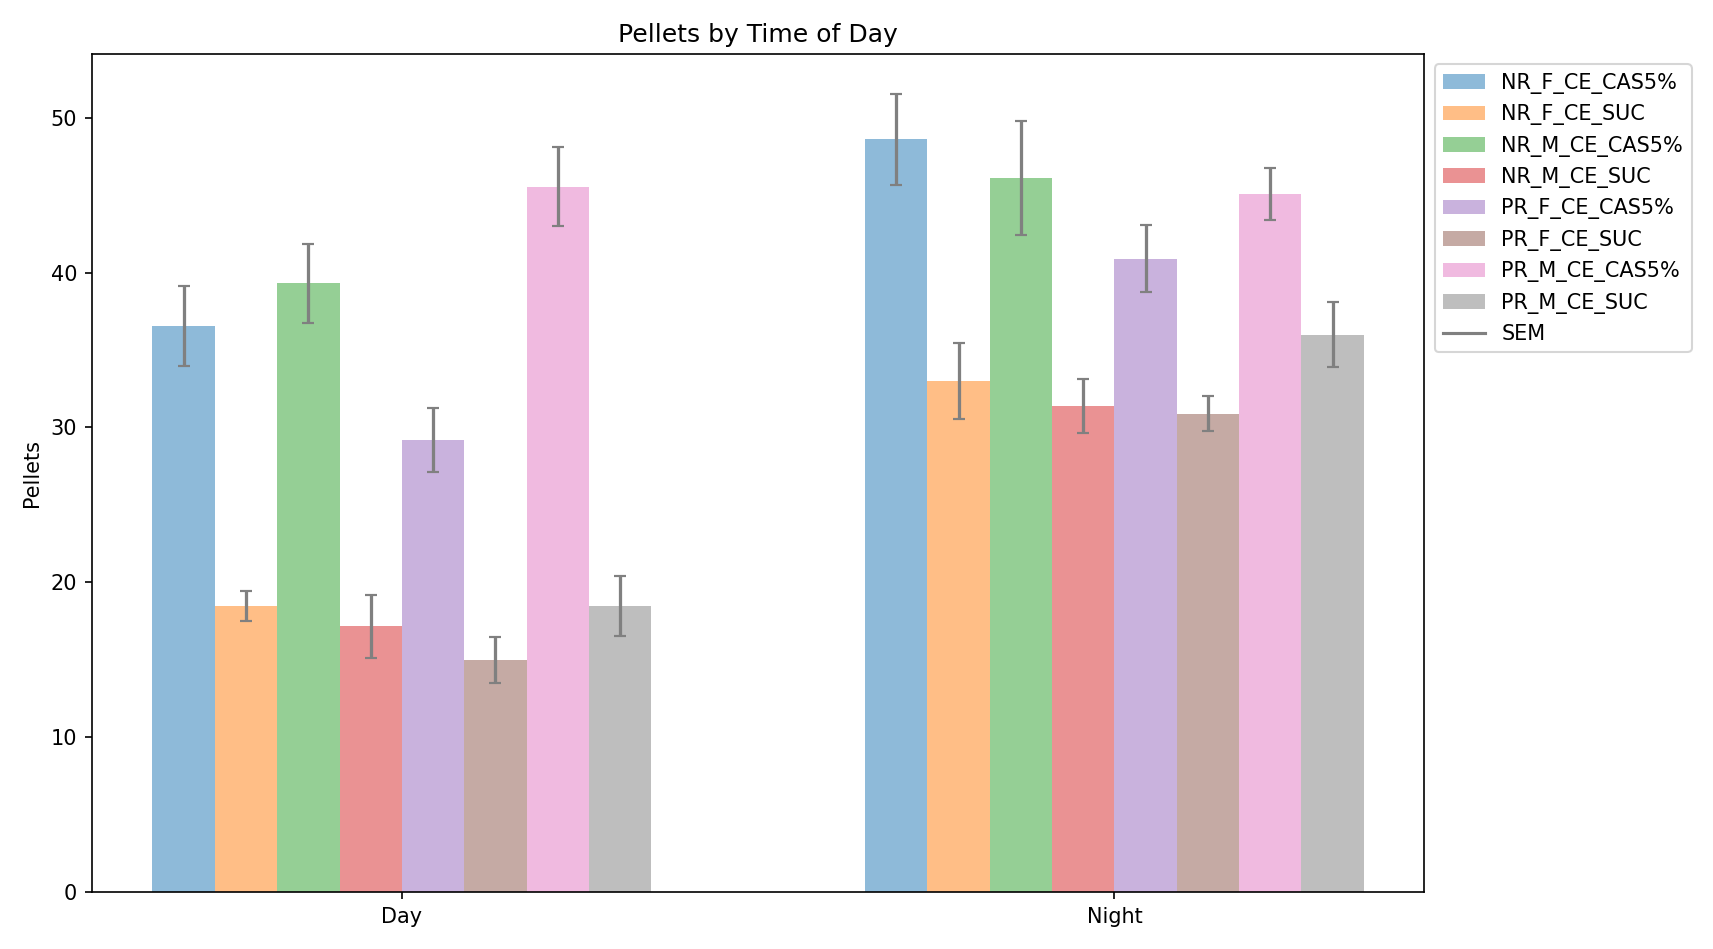 Pellets by Time of Day
Pellets
50
40
30
20
10
0
Day
Night
NR_F_CE_CAS5%
NR_F_CE_SUC
NR_M_CE_CAS5%
NR_M_CE_SUC
PR_F_CE_CAS5%
PR_F_CE_SUC
PR_M_CE_CAS5%
PR_M_CE_SUC
SEM